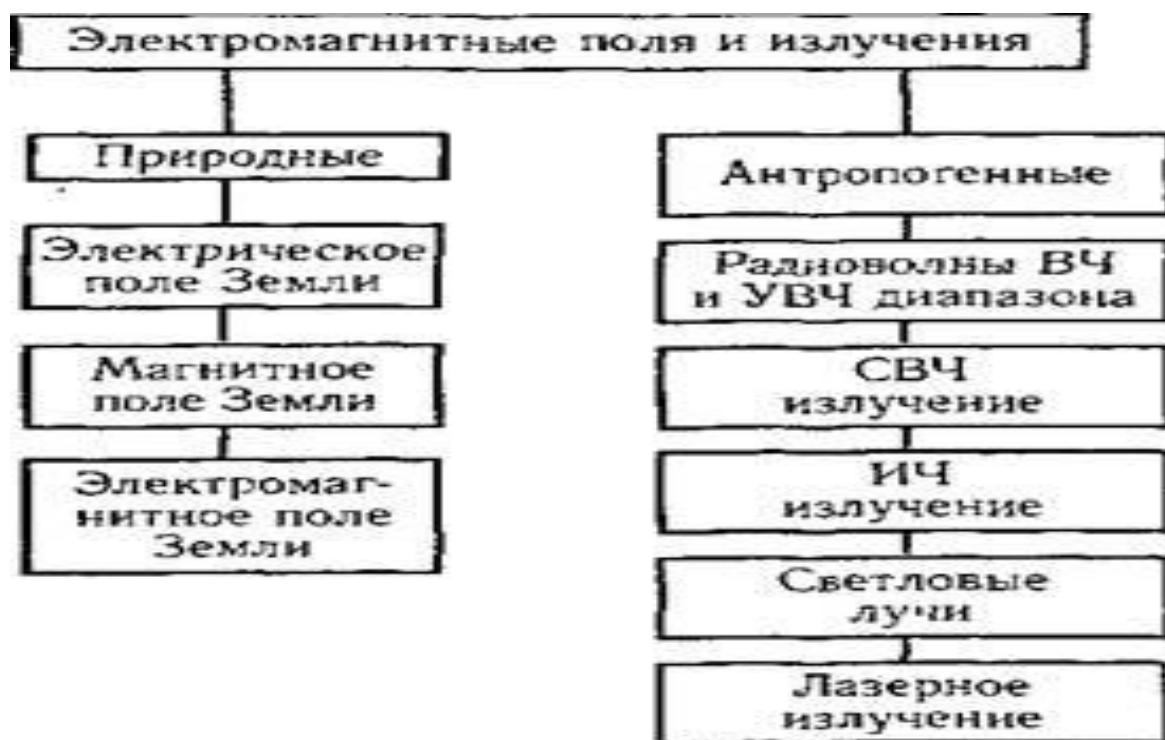 Электромагнитные поля и излучения
Природные
Электрическое
поле Земли
Магнитное
поле Земли
Электромаг-
нитное поле
Земли
Антропогенные
Радиоволны ВЧ
и УВЧ диапазона
СВЧ
излучение
ИЧ
излучение
Световые
лучи
Лазерное
излучение